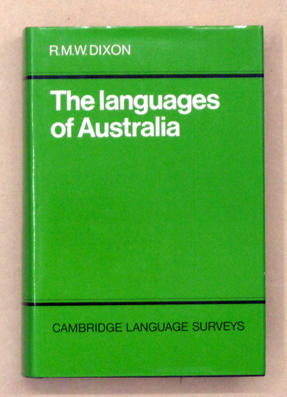 R.M.W. DIXON
The languages
of Australia
CAMBRIDGE LANGUAGE SURVEYS